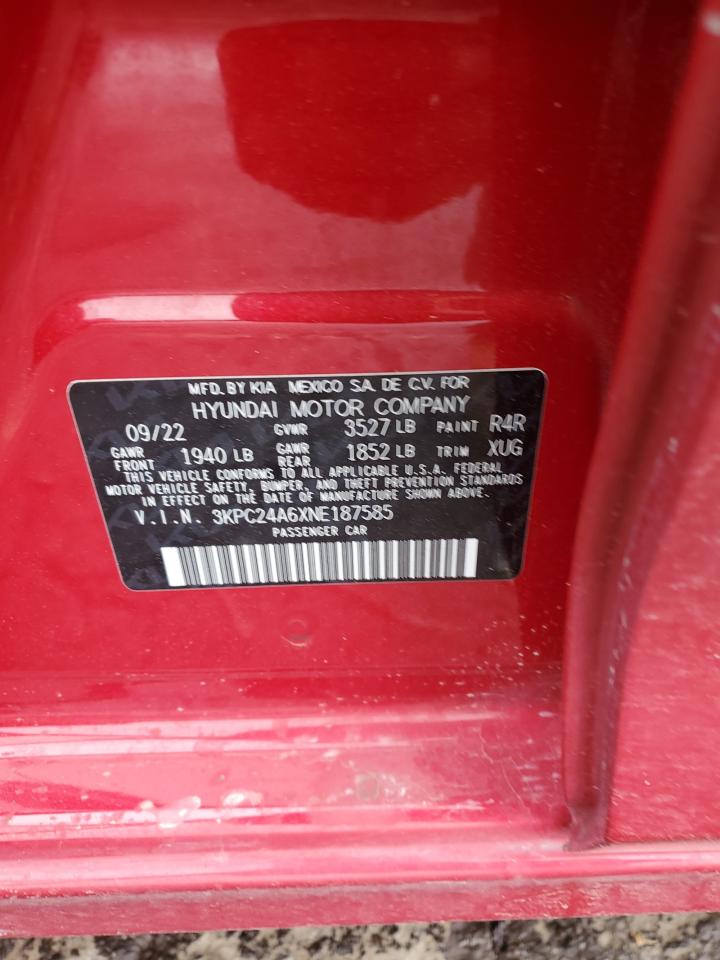 MFD. BY KIA MEXICO S.A. DE C.V. FOR
HYUNDAI MOTOR COMPANY
09/22 GVWR 3527 LB PAINT R4R
GAWR FRONT 1940 LB GAWR REAR 1852 LB TRIM XUG
THIS VEHICLE CONFORMS TO ALL APPLICABLE U.S.A. FEDERAL
MOTOR VEHICLE SAFETY, BUMPER, AND THEFT PREVENTION STANDARDS
IN EFFECT ON THE DATE OF MANUFACTURE SHOWN ABOVE.
V.I.N. 3KPC24A6XNE187585
PASSENGER CAR